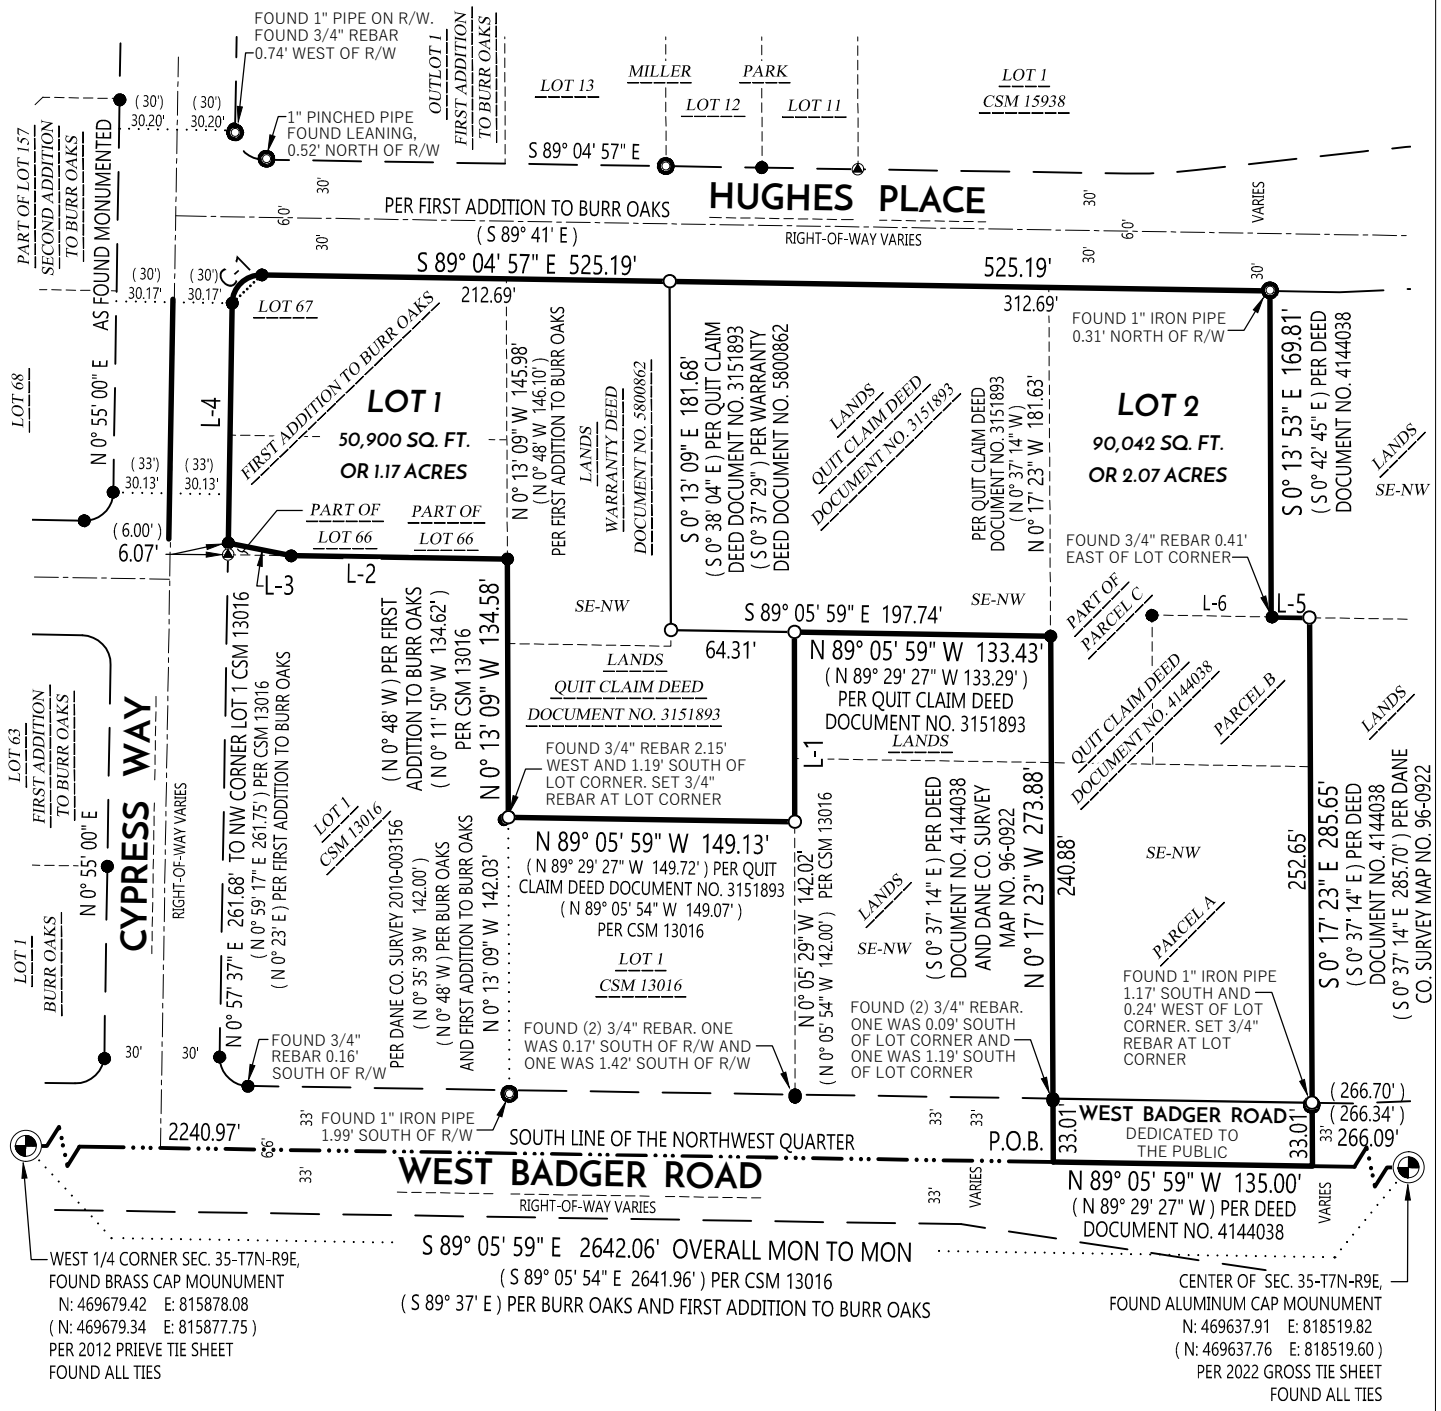 FOUND 1" PIPE ON R/W.
FOUND 3/4" REBAR
0.74' WEST OF R/W
1" PINCHED PIPE
FOUND LEANING,
0.52' NORTH OF R/W
OUTLOT 1
FIRST ADDITION
TO BURR OAKS
LOT 13
MILLER
PARK
LOT 12
LOT 11
LOT 1
CSM 15938
(30')
30.20'
(30')
30.20'
PART OF LOT 157
SECOND ADDITION
TO BURR OAKS
N 0° 55' 00" E AS FOUND MONUMENTED
S 89° 04' 57" E
HUGHES PLACE
PER FIRST ADDITION TO BURR OAKS
( S 89° 41' E )
RIGHT-OF-WAY VARIES
30'
60'
30'
30'
60'
30'
VARIES
S 89° 04' 57" E 525.19'
525.19'
212.69'
312.69'
(30')
30.17'
(30')
30.17'
C-1
LOT 67
LOT 68
L-4
FIRST ADDITION TO BURR OAKS
LOT 1
50,900 SQ. FT.
OR 1.17 ACRES
N 0° 13' 09" W 145.98'
( N 0° 48' W 146.10')
PER FIRST ADDITION TO BURR OAKS
LANDS
WARRANTY DEED
DOCUMENT NO. 5800862
S 0° 13' 09" E 181.68'
( S 0° 38' 04" E ) PER QUIT CLAIM
DEED DOCUMENT NO. 3151893
( S 0° 37' 29" ) PER WARRANTY
DEED DOCUMENT NO. 5800862
LANDS
QUIT CLAIM DEED
DOCUMENT NO. 3151893
PER QUIT CLAIM DEED
DOCUMENT NO. 3151893
( N 0° 37' 14" W )
N 0° 17' 23" W 181.63'
FOUND 1" IRON PIPE
0.31' NORTH OF R/W
LOT 2
90,042 SQ. FT.
OR 2.07 ACRES
S 0° 13' 53" E 169.81'
( S 0° 42' 45" E ) PER DEED
DOCUMENT NO. 4144038
LANDS
SE-NW
(33')
30.13'
(33')
30.13'
( 6.00' )
6.07'
PART OF
LOT 66
PART OF
LOT 66
L-3
L-2
FOUND 3/4" REBAR 0.41'
EAST OF LOT CORNER
SE-NW
SE-NW
PART OF
PARCEL C
L-6
L-5
S 89° 05' 59" E 197.74'
64.31'
N 89° 05' 59" W 133.43'
( N 89° 29' 27" W 133.29' )
PER QUIT CLAIM DEED
DOCUMENT NO. 3151893
LANDS
( N 0° 48' W ) PER FIRST
ADDITION TO BURR OAKS
( N 0° 11' 50" W 134.62' )
PER CSM 13016
N 0° 13' 09" W 134.58'
LANDS
QUIT CLAIM DEED
DOCUMENT NO. 3151893
FOUND 3/4" REBAR 2.15'
WEST AND 1.19' SOUTH OF
LOT CORNER. SET 3/4"
REBAR AT LOT CORNER
L-1
QUIT CLAIM DEED
DOCUMENT NO. 4144038
PARCEL B
LANDS
LOT 63
FIRST ADDITION
TO BURR OAKS
N 0° 55' 00" E
CYPRESS WAY
RIGHT-OF-WAY VARIES
N 0° 57' 37" E 261.68' TO NW CORNER LOT 1 CSM 13016
( N 0° 59' 17" E 261.75') PER CSM 13016
( N 0° 23' E ) PER FIRST ADDITION TO BURR OAKS
LOT 1
CSM 13016
PER DANE CO. SURVEY 2010-003156
( N 0° 35' 39 W 142.00')
( N 0° 48' W ) PER BURR OAKS
AND FIRST ADDITION TO BURR OAKS
N 0° 13' 09" W 142.03'
N 89° 05' 59" W 149.13'
( N 89° 29' 27" W 149.72' ) PER QUIT
CLAIM DEED DOCUMENT NO. 3151893
( N 89° 05' 54" W 149.07' )
PER CSM 13016
LOT 1
CSM 13016
N 0° 05' 29" W 142.02'
( N 0° 05' 54" W 142.00') PER CSM 13016
LANDS
SE-NW
( S 0° 37' 14" E ) PER DEED
DOCUMENT NO. 4144038
AND DANE CO. SURVEY
MAP NO. 96-0922
N 0° 17' 23" W 273.88'
240.88'
SE-NW
PARCEL A
252.65'
S 0° 17' 23" E 285.65'
( S 0° 37' 14" E ) PER DEED
DOCUMENT NO. 4144038
( S 0° 37' 14" E 285.70' ) PER DANE
CO. SURVEY MAP NO. 96-0922
LOT 1
BURR OAKS
30'
30'
FOUND 3/4"
REBAR 0.16'
SOUTH OF R/W
FOUND (2) 3/4" REBAR. ONE
WAS 0.17' SOUTH OF R/W AND
ONE WAS 1.42' SOUTH OF R/W
FOUND (2) 3/4" REBAR.
ONE WAS 0.09' SOUTH
OF LOT CORNER AND
ONE WAS 1.19' SOUTH
OF LOT CORNER
FOUND 1" IRON PIPE
1.17' SOUTH AND
0.24' WEST OF LOT
CORNER. SET 3/4"
REBAR AT LOT
CORNER
FOUND 1" IRON PIPE
1.99' SOUTH OF R/W
33'
66'
33'
33'
33'
33'
VARIES
2240.97'
SOUTH LINE OF THE NORTHWEST QUARTER
P.O.B.
33.01'
WEST BADGER ROAD
DEDICATED TO
THE PUBLIC
33.01'
33'
( 266.70' )
( 266.34' )
266.09'
WEST BADGER ROAD
RIGHT-OF-WAY VARIES
N 89° 05' 59" W 135.00'
( N 89° 29' 27" W ) PER DEED
DOCUMENT NO. 4144038
VARIES
S 89° 05' 59" E 2642.06' OVERALL MON TO MON
( S 89° 05' 54" E 2641.96' ) PER CSM 13016
( S 89° 37' E ) PER BURR OAKS AND FIRST ADDITION TO BURR OAKS
WEST 1/4 CORNER SEC. 35-T7N-R9E,
FOUND BRASS CAP MOUNUMENT
N: 469679.42 E: 815878.08
( N: 469679.34 E: 815877.75 )
PER 2012 PRIEVE TIE SHEET
FOUND ALL TIES
CENTER OF SEC. 35-T7N-R9E,
FOUND ALUMINUM CAP MOUNUMENT
N: 469637.91 E: 818519.82
( N: 469637.76 E: 818519.60 )
PER 2022 GROSS TIE SHEET
FOUND ALL TIES